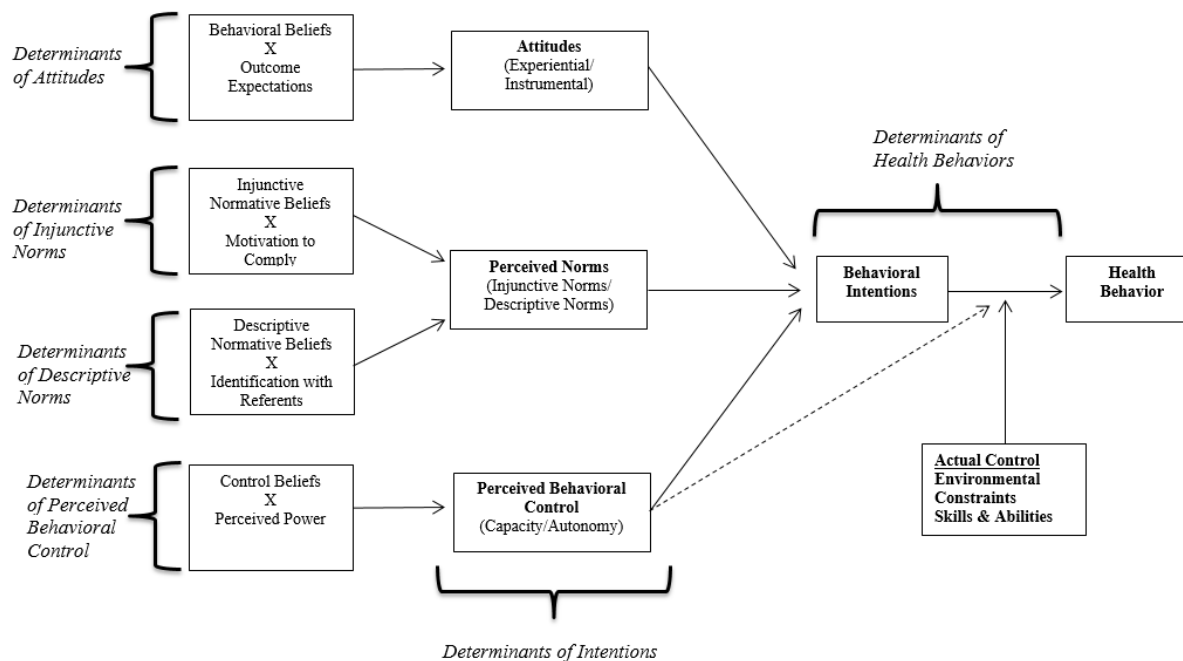 Determinants
of Attitudes
Behavioral Beliefs
X
Outcome
Expectations
Attitudes
(Experiential/
Instrumental)
Determinants of
Health Behaviors
Determinants
of Injunctive
Norms
Injunctive
Normative Beliefs
X
Motivation to
Comply
Perceived Norms
(Injunctive Norms/
Descriptive Norms)
Behavioral
Intentions
Health
Behavior
Determinants
of Descriptive
Norms
Descriptive
Normative Beliefs
X
Identification with
Referents
Determinants
of Perceived
Behavioral
Control
Control Beliefs
X
Perceived Power
Perceived Behavioral
Control
(Capacity/Autonomy)
Actual Control
Environmental
Constraints
Skills & Abilities
Determinants of Intentions